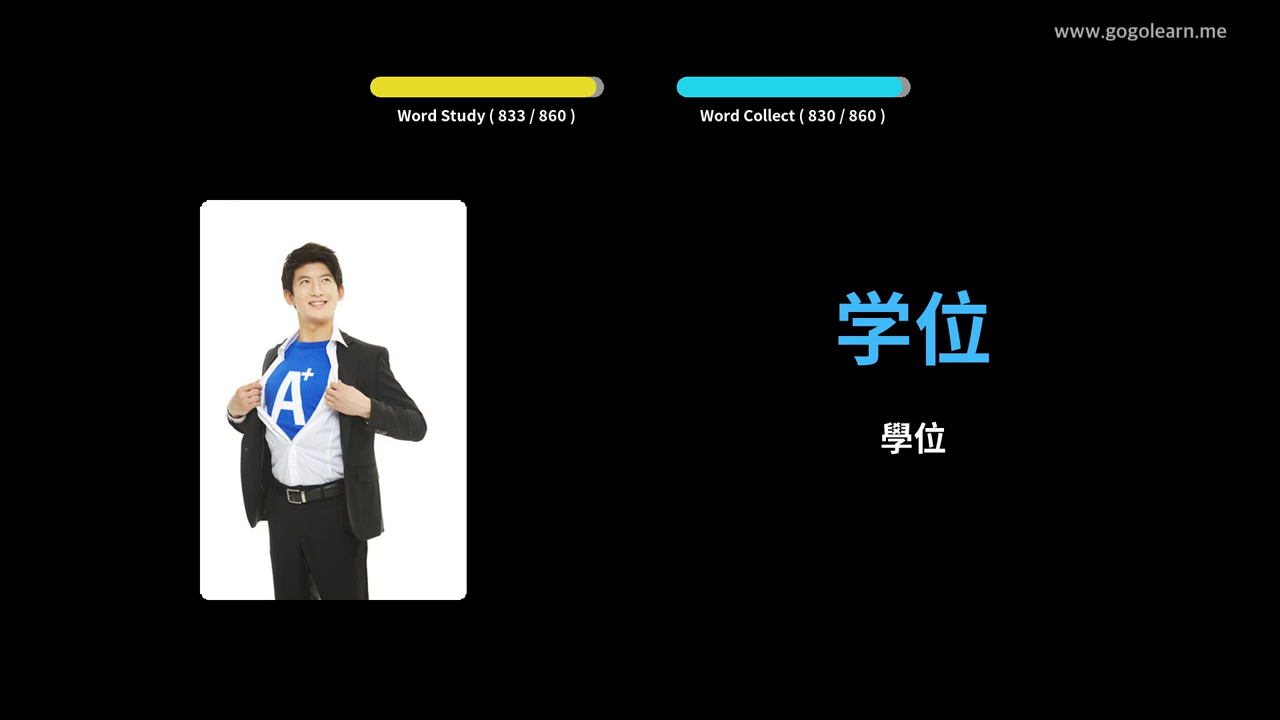 www.gogolearn.me
Word Study ( 833 / 860 )
Word Collect ( 830 / 860 )
A+
学位
學位